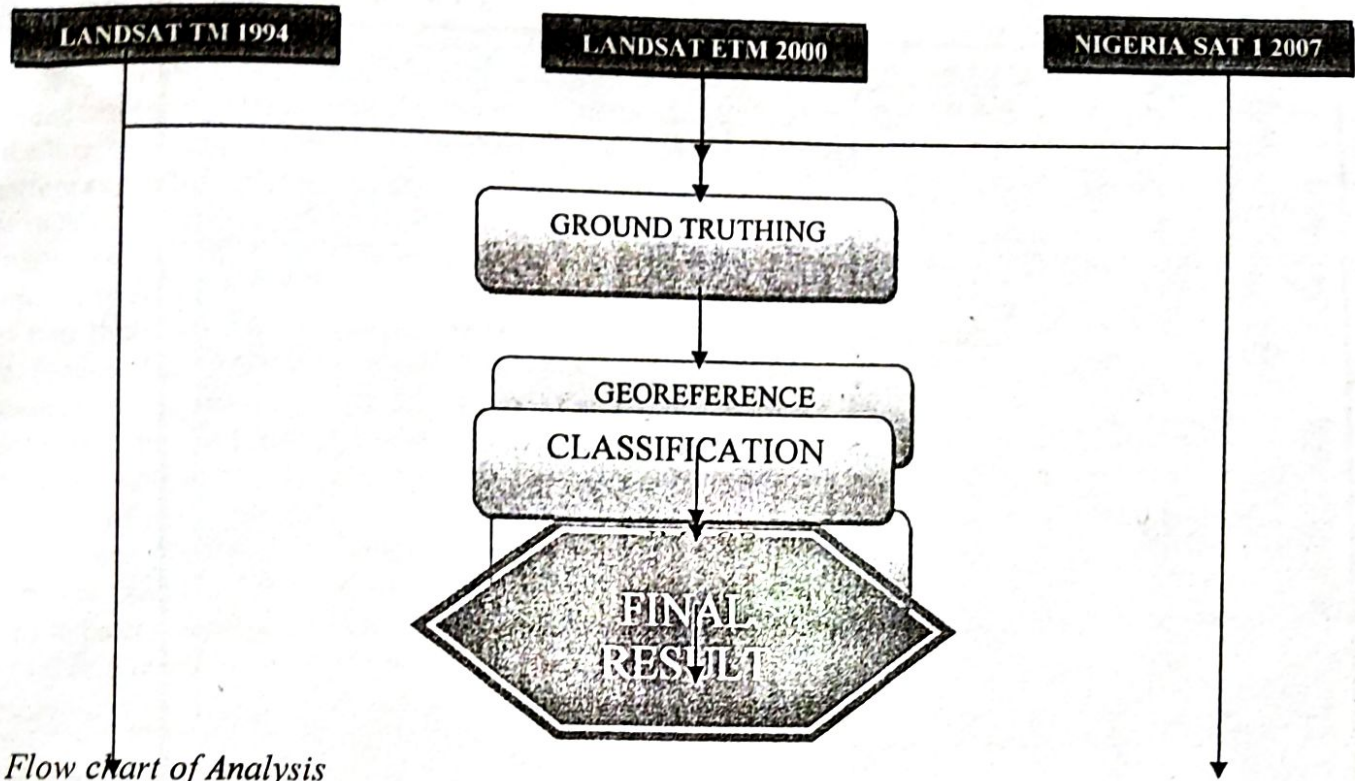 LANDSAT TM 1994
LANDSAT ETM 2000
NIGERIA SAT 1 2007
GROUND TRUTHING
GEOREFERENCE
CLASSIFICATION
FINAL
RESULT
Flow chart of Analysis